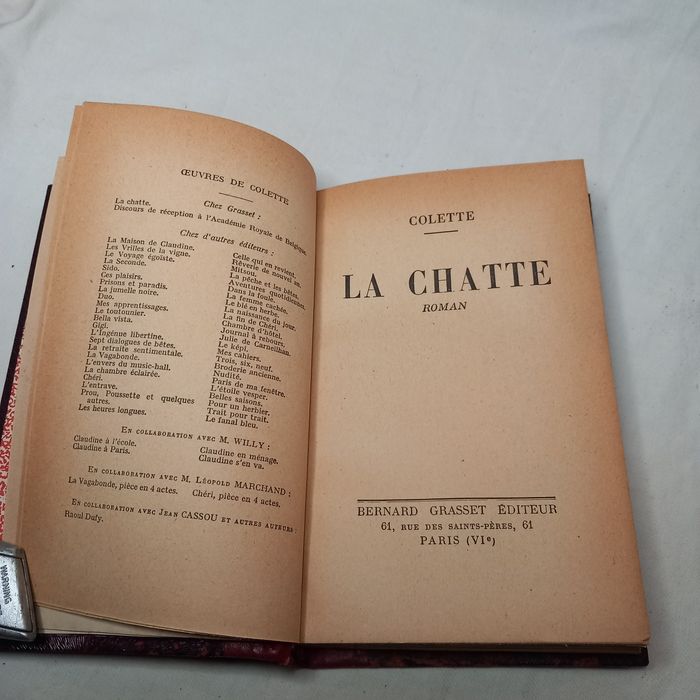 ŒUVRES DE COLETTE
Chez Grasset :
La chatte.
Discours de réception à l'Académie Royale de Belgique.
Chez d'autres éditeurs :
La Maison de Claudine.
Les Vrilles de la vigne.
Le Voyage égoïste.
La Seconde.
Sido.
Ces plaisirs.
Prisons et paradis.
La jumelle noire.
Duo.
Mes apprentissages.
Le toutounier.
Bella vista.
Gigi.
L'Ingénue libertine.
Sept dialogues de bêtes.
La retraite sentimentale.
La Vagabonde.
L'envers du music-hall.
La chambre éclairée.
Chéri.
L'entrave.
Prou, Poussette et quelques
autres.
Les heures longues.
Celle qui en revient.
Rêverie de nouvel an.
Mitsou.
La pêche et les bêtes.
Aventures quotidiennes.
Dans la foule.
La femme cachée.
Le blé en herbe.
La naissance du jour.
La fin de Chéri.
Chambre d'hôtel.
Journal à rebours.
Julie de Carneilhan.
Le képi.
Mes cahiers.
Trois, six, neuf.
Broderie ancienne.
Nudité.
Paris de ma fenêtre.
L'étoile vesper.
Belles saisons.
Pour un herbier.
Trait pour trait.
Le fanal bleu.
EN COLLABORATION AVEC M. WILLY :
Claudine à l'école.
Claudine à Paris.
Claudine en ménage.
Claudine s'en va.
EN COLLABORATION AVEC M. LÉOPOLD MARCHAND :
La Vagabonde, pièce en 4 actes. Chéri, pièce en 4 actes.
EN COLLABORATION AVEC JEAN CASSOU ET AUTRES AUTEURS :
Raoul Dufy.
COLETTE
LA CHATTE
ROMAN
BERNARD GRASSET ÉDITEUR
61, RUE DES SAINTS-PÈRES, 61
PARIS (VIe)